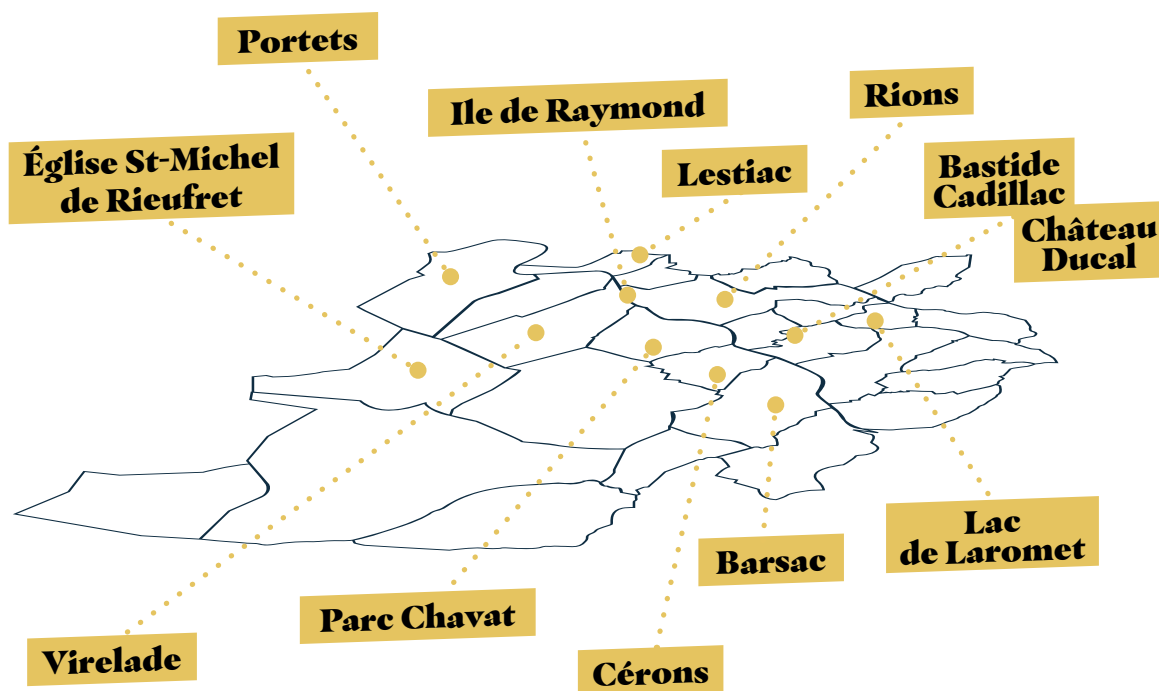 Portets
Ile de Raymond
Rions
Église St-Michel
de Rieufret
Lestiac
Bastide
Cadillac
Château
Ducal
Lac
de Laromet
Barsac
Parc Chavat
Virelade
Cérons